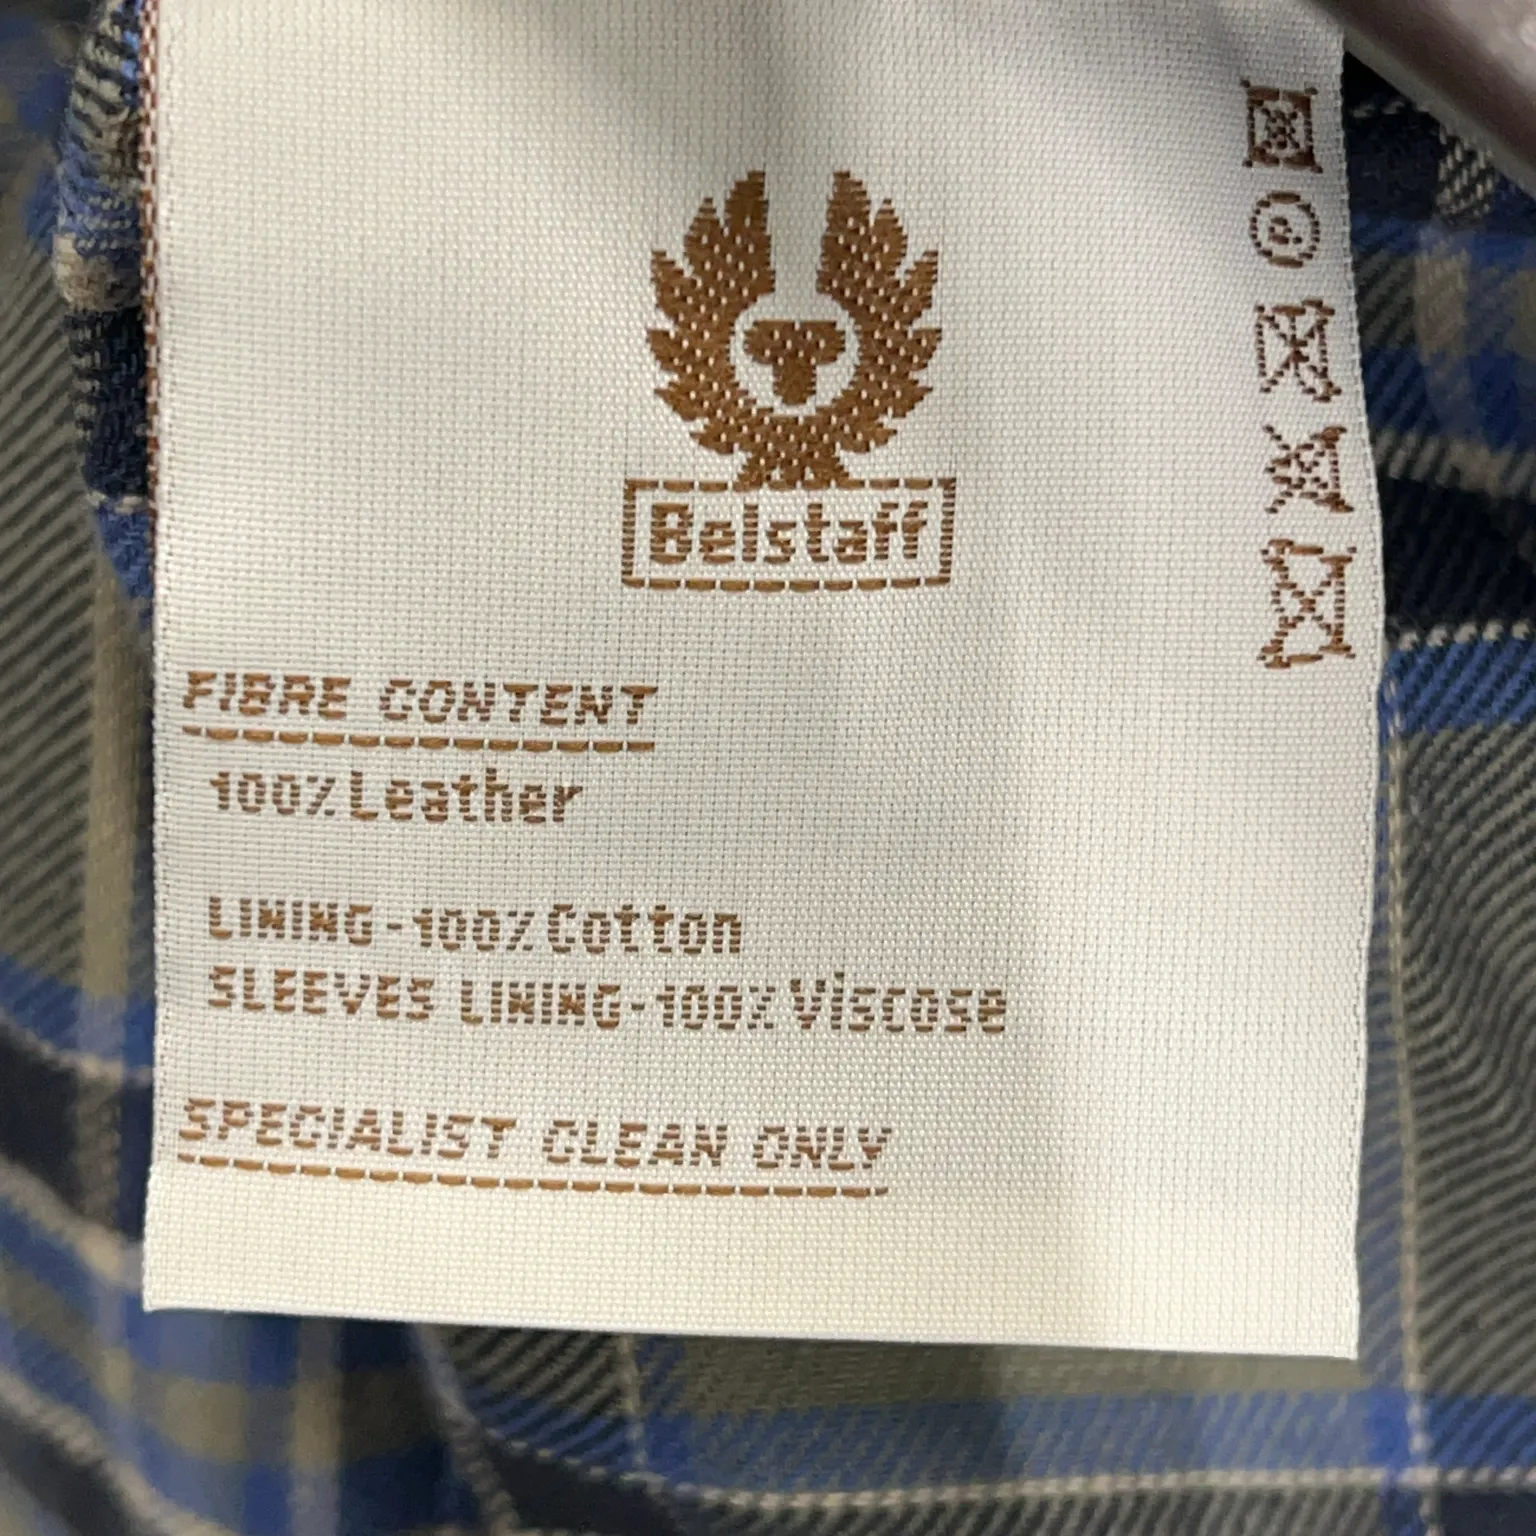 Belstaff
FIBRE CONTENT
100% Leather
LINING-100% Cotton
SLEEVES LINING-100% Viscose
SPECIALIST CLEAN ONLY